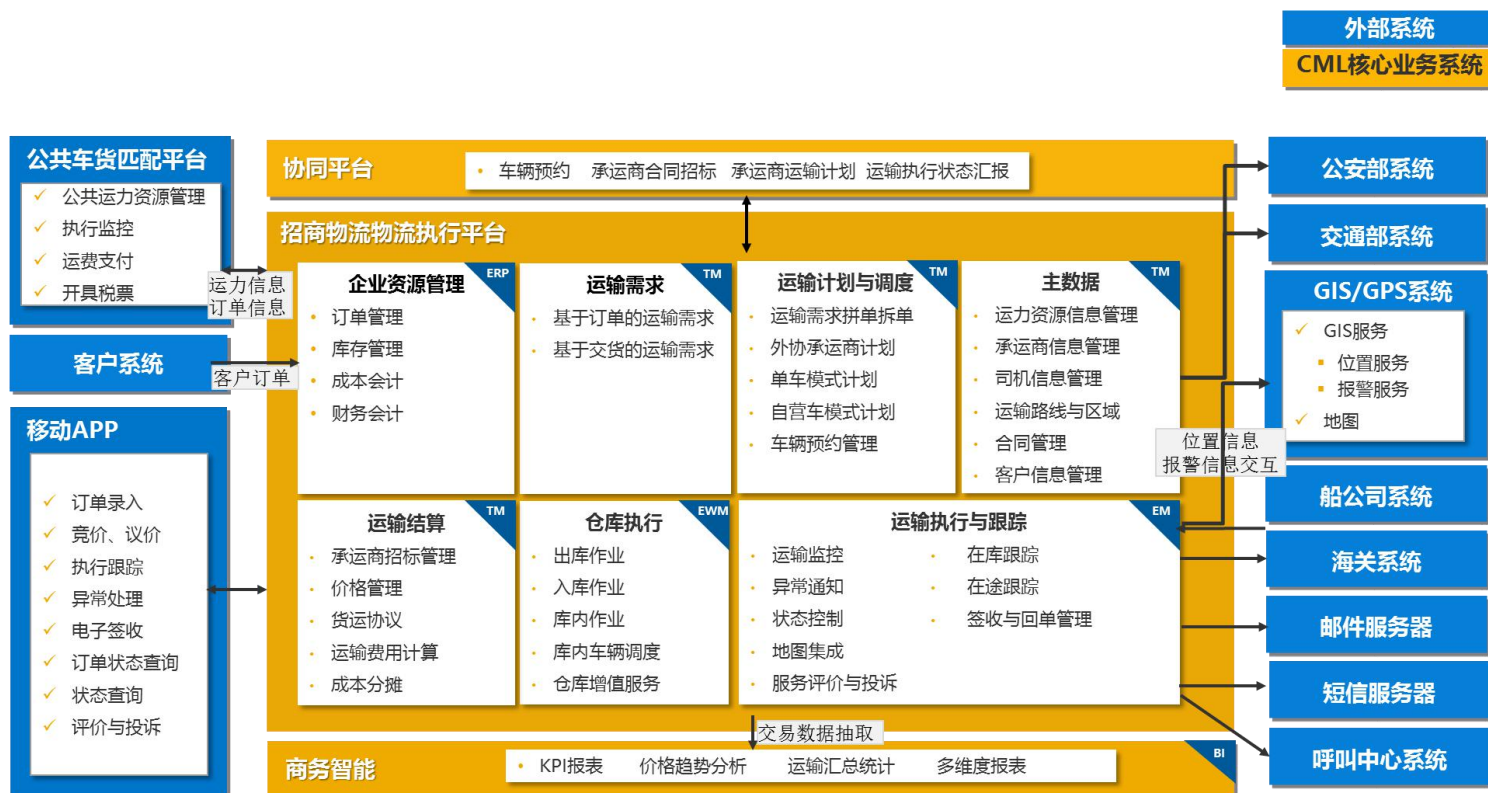 外部系统
CML核心业务系统
公共车货匹配平台
公共运力资源管理
执行监控
运费支付
开具税票
运力信息
订单信息
客户系统
客户订单
移动APP
订单录入
竞价、议价
执行跟踪
异常处理
电子签收
订单状态查询
状态查询
评价与投诉
协同平台
车辆预约 承运商合同招标 承运商运输计划 运输执行状态汇报
招商物流物流执行平台
企业资源管理
ERP
订单管理
库存管理
成本会计
财务会计
运输需求
TM
基于订单的运输需求
基于交货的运输需求
运输计划与调度
TM
运输需求拼单拆单
外协承运商计划
单车模式计划
自营车模式计划
车辆预约管理
主数据
TM
运力资源信息管理
承运商信息管理
司机信息管理
运输路线与区域
合同管理
客户信息管理
运输结算
TM
承运商招标管理
价格管理
货运协议
运输费用计算
成本分摊
仓库执行
EWM
出库作业
入库作业
库内作业
库内车辆调度
仓库增值服务
运输执行与跟踪
EM
运输监控
异常通知
状态控制
地图集成
服务评价与投诉
在库跟踪
在途跟踪
签收与回单管理
交易数据抽取
商务智能
BI
KPI报表 价格趋势分析 运输汇总统计 多维度报表
公安部系统
交通部系统
GIS/GPS系统
GIS服务
位置服务
报警服务
地图
位置信息
报警信息交互
船公司系统
海关系统
邮件服务器
短信服务器
呼叫中心系统